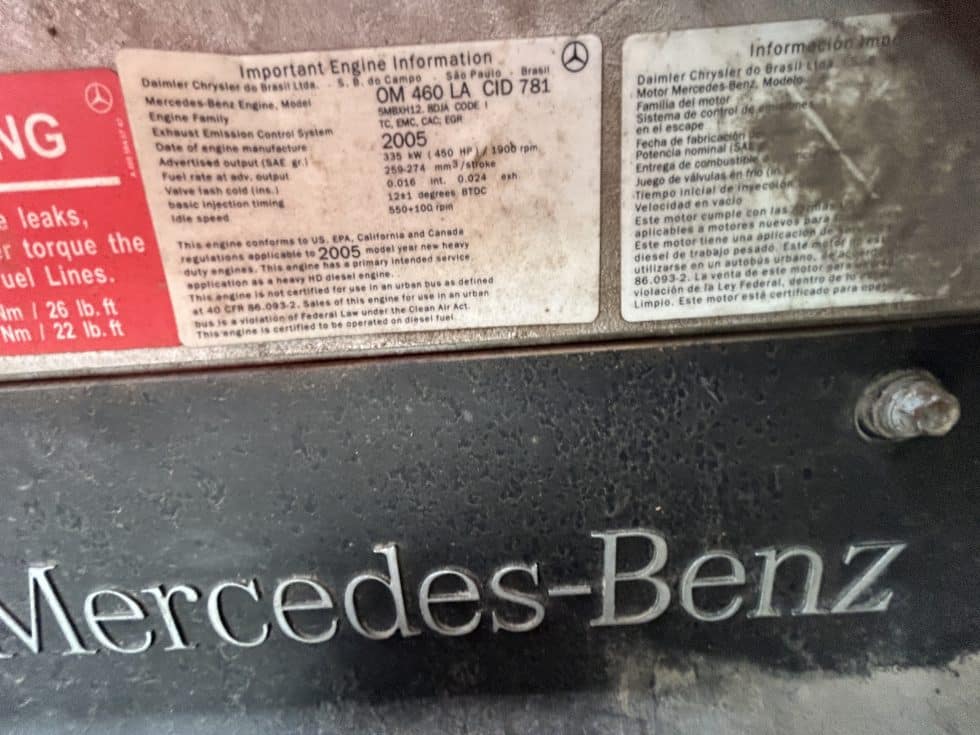 NG
e leaks,
r torque the
uel Lines.
Nm / 26 lb.ft
Nm / 22 lb.ft
Important Engine Information
Daimler Chrysler do Brasil Ltda. . S. B. do Campo . São Paulo . Brasil
Mercedes-Benz Engine, Model OM 460 LA CID 781
Engine Family 5MBXH12. 8DJA CODE I
Exhaust Emission Control System TC, EMC, CAC, EGR
Date of engine manufacture 2005
Advertised output (SAE gr.) 335 kW (450 HP) / 1900 rpm
Fuel rate at adv. output 259-274 mm³/stroke
Valve lash cold (ins.) 0.016 int. 0.024 exh
basic injection timing 12±1 degrees BTDC
Idle speed 550+100 rpm
This engine conforms to US. EPA, California and Canada
regulations applicable to 2005 model year new heavy
duty engines. This engine has a primary intended service
application as a heavy HD diesel engine.
This engine is not certified for use in an urban bus as defined
at 40 CFR 86.093-2. Sales of this engine for use in an urban
bus is a violation of Federal Law under the Clean Air Act.
This engine is certified to be operated on diesel fuel.
Información
Daimler Chrysler do Brasil Ltda.
Motor Mercedes-Benz, Modelo
Familia del motor
Sistema de control de emisiones
en el escape
Fecha de fabricación
Potencia nominal (SAE
Entrega de combustible
Juego de válvulas en frío (in
Tiempo inicial de inyección
Velocidad en vacío
Este motor cumple con las
aplicables a motores nuevos para
Este motor tiene una aplicación de
diesel de trabajo pesado. Este motor
utilizarse en un autobús urbano, de acuerdo
86.093-2. La venta de este motor para
violación de la Ley Federal, dentro de
Limpio. Este motor está certificado para
Mercedes-Benz